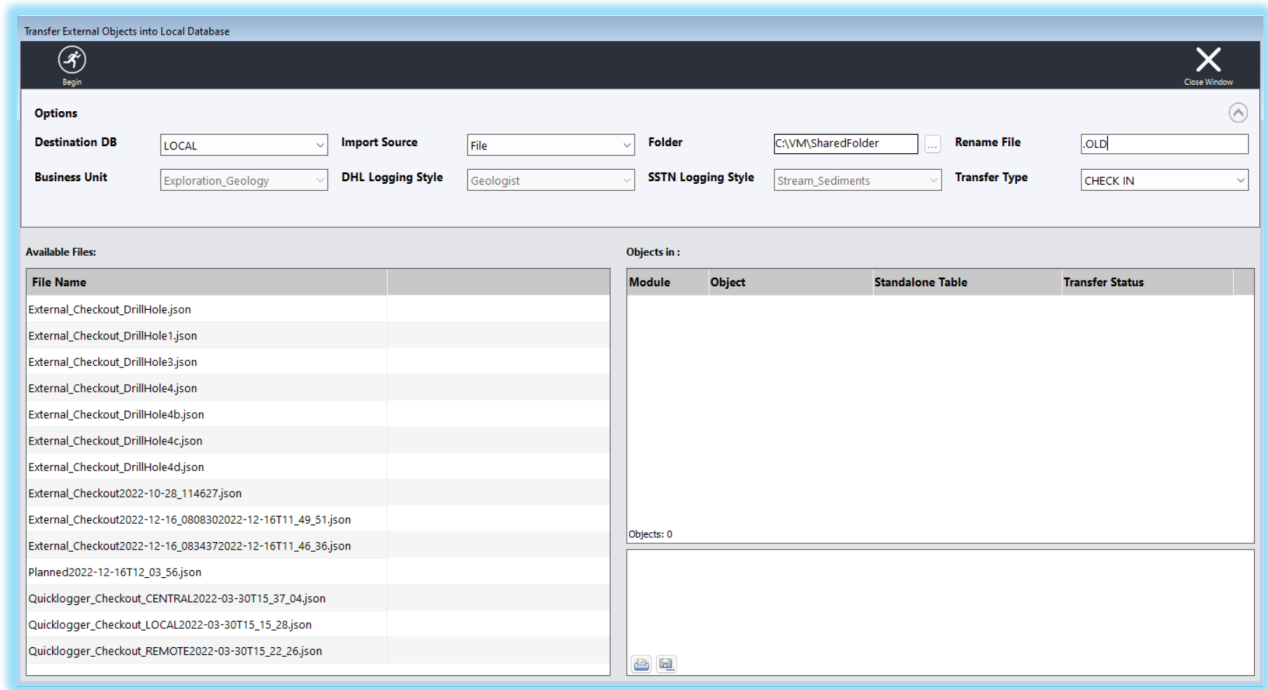 Transfer External Objects into Local Database
Begin
Close Window
Options
Destination DB LOCAL Import Source File Folder C:\VM\SharedFolder ... Rename File .OLD
Business Unit Exploration_Geology DHL Logging Style Geologist SSTN Logging Style Stream_Sediments Transfer Type CHECK IN
Available Files:
File Name
External_Checkout_DrillHole.json
External_Checkout_DrillHole1.json
External_Checkout_DrillHole3.json
External_Checkout_DrillHole4.json
External_Checkout_DrillHole4b.json
External_Checkout_DrillHole4c.json
External_Checkout_DrillHole4d.json
External_Checkout2022-10-28_114627.json
External_Checkout2022-12-16_0808302022-12-16T11_49_51.json
External_Checkout2022-12-16_0834372022-12-16T11_46_36.json
Planned2022-12-16T12_03_56.json
Quicklogger_Checkout_CENTRAL2022-03-30T15_37_04.json
Quicklogger_Checkout_LOCAL2022-03-30T15_15_28.json
Quicklogger_Checkout_REMOTE2022-03-30T15_22_26.json
Objects in :
Module Object Standalone Table Transfer Status
Objects: 0